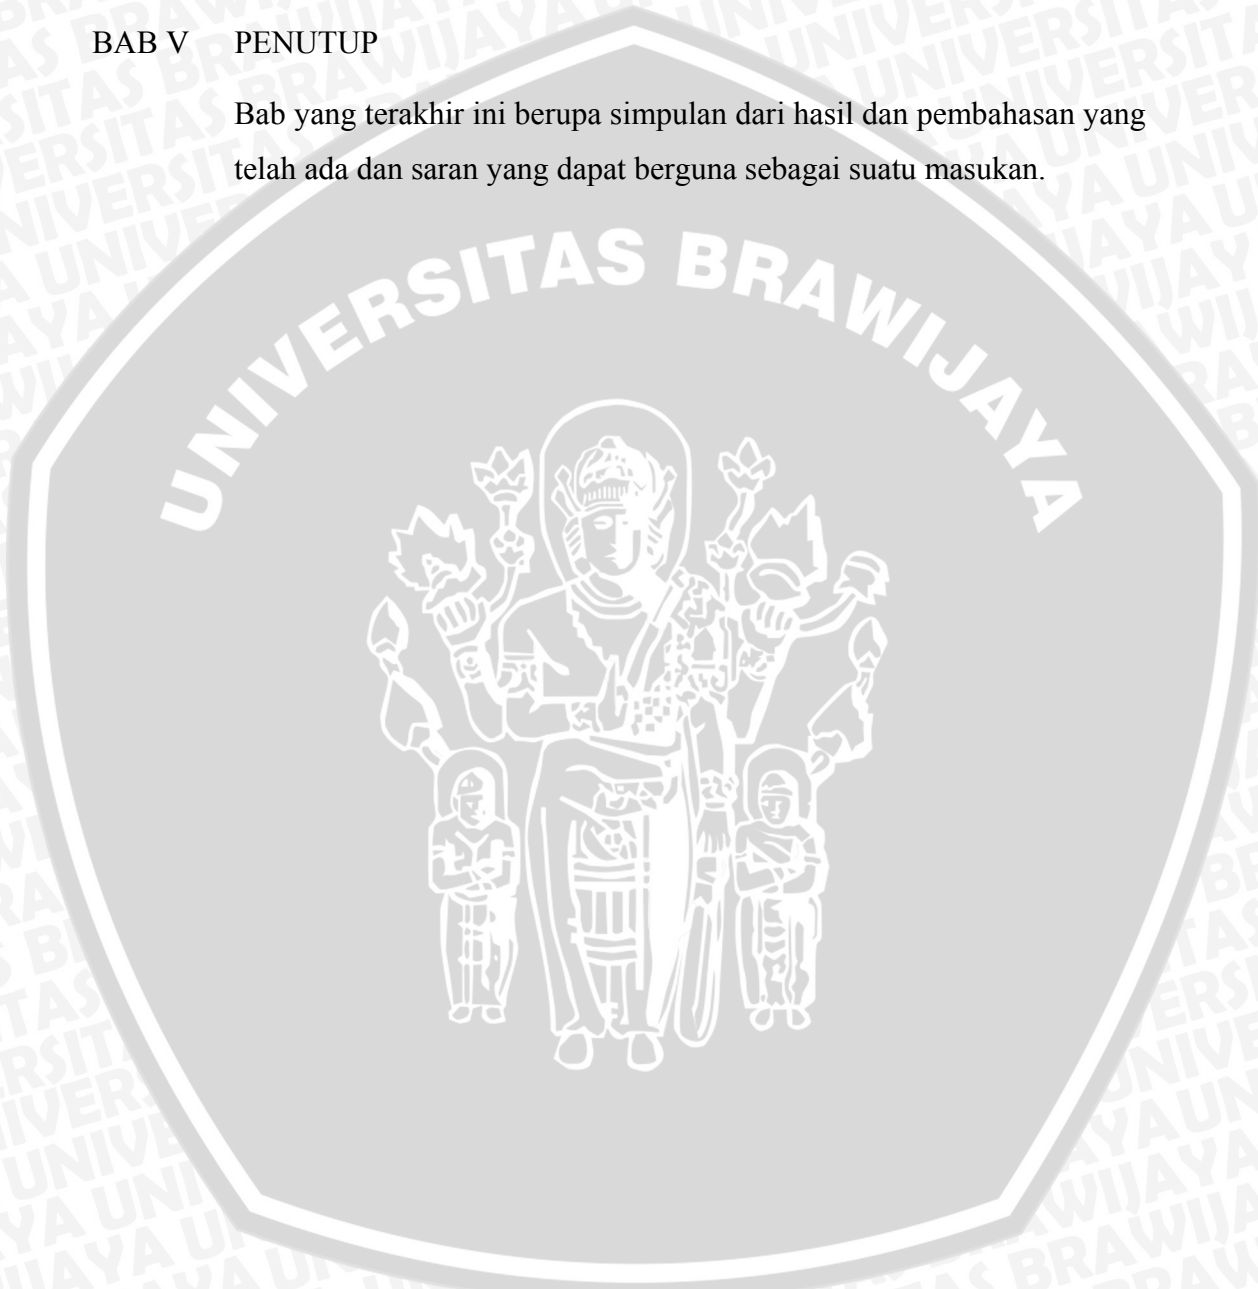 BAB V PENUTUP
Bab yang terakhir ini berupa simpulan dari hasil dan pembahasan yang
telah ada dan saran yang dapat berguna sebagai suatu masukan.
UNIVERSITAS BRAWIJAYA